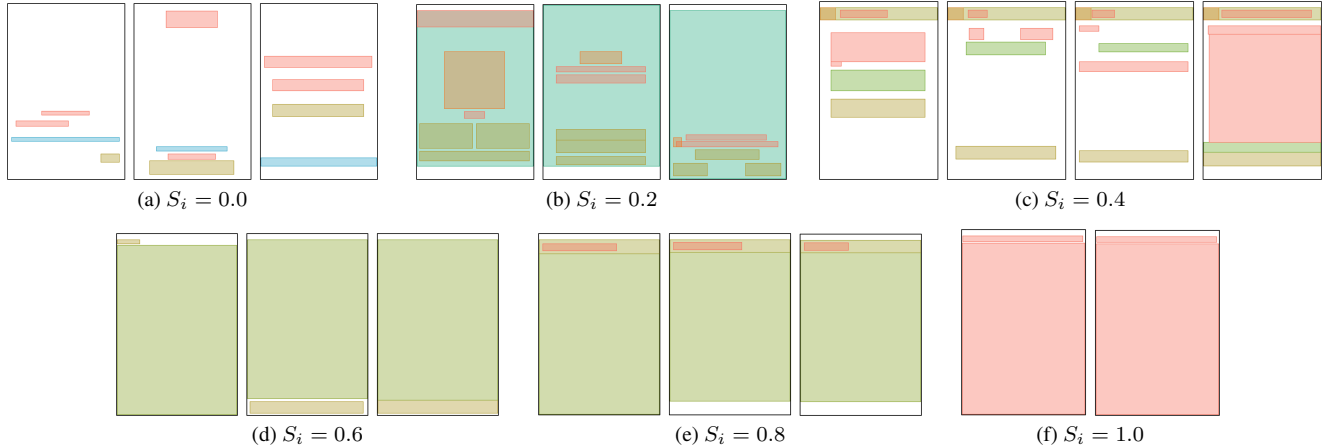 (a) S_i = 0.0
(b) S_i = 0.2
(c) S_i = 0.4
(d) S_i = 0.6
(e) S_i = 0.8
(f) S_i = 1.0